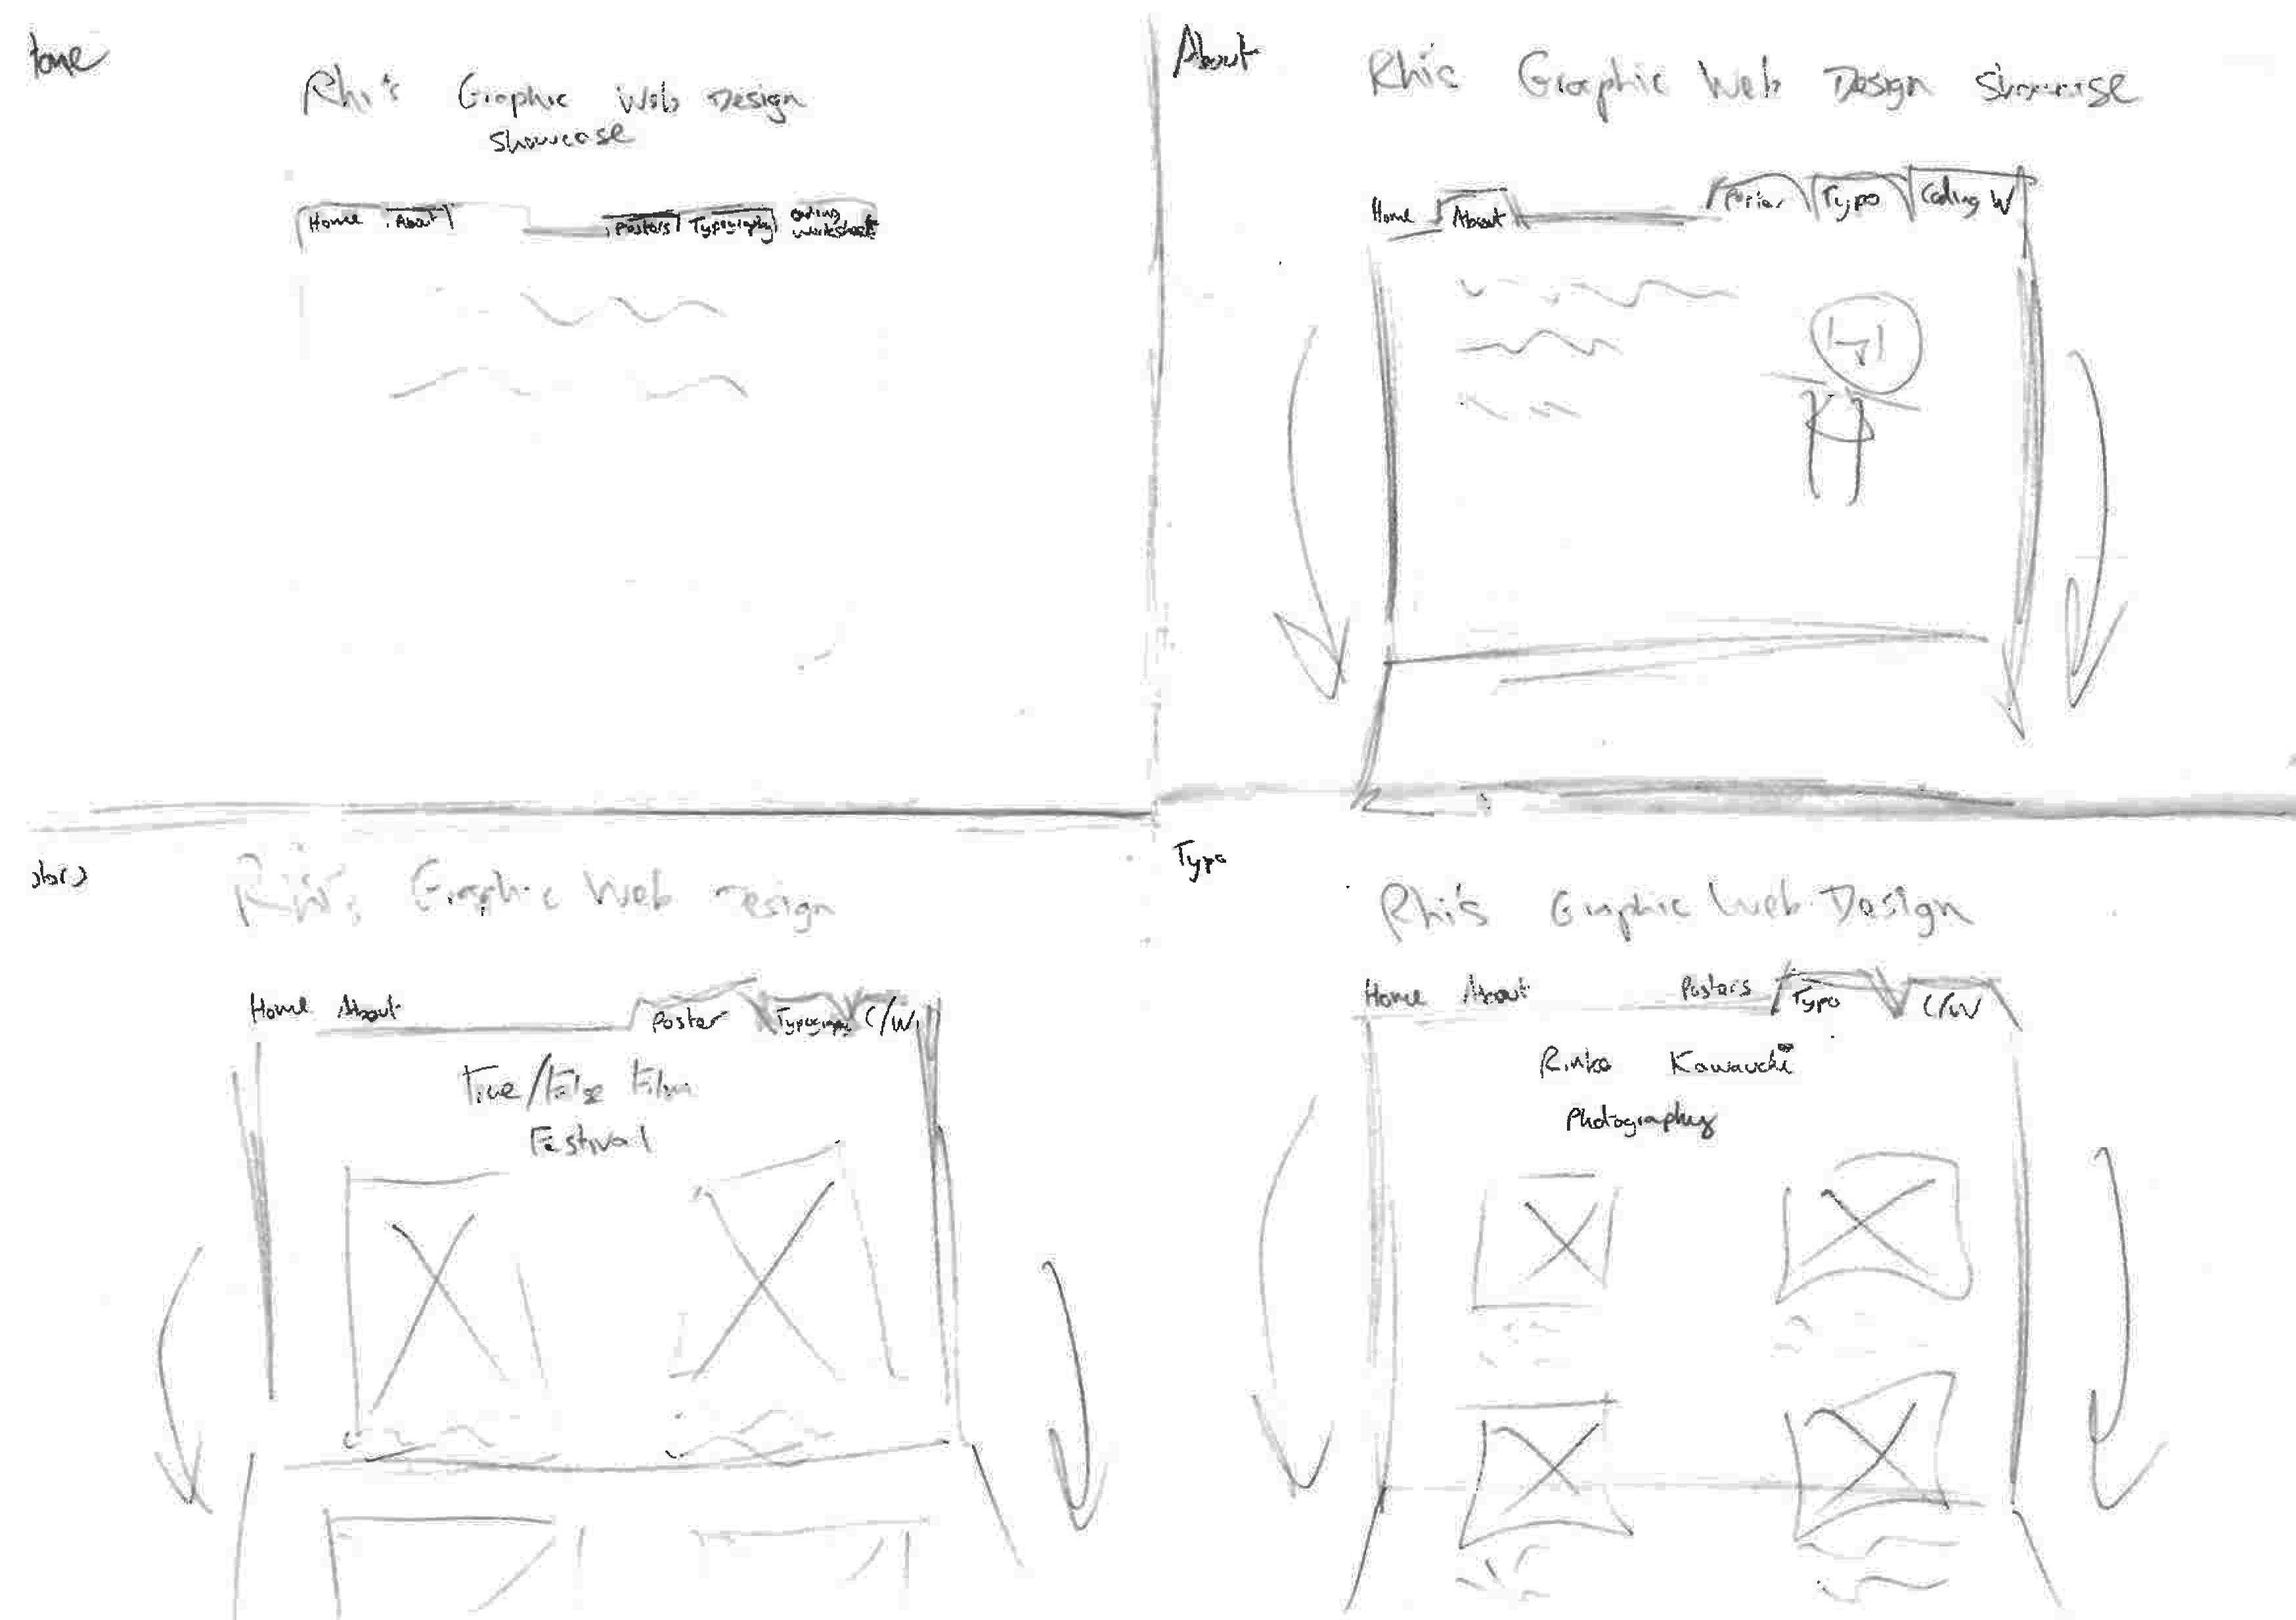 Home
Rhi's Graphic Web Design
Showcase
Home About Posters Typography Coding
Worksheet
About
Rhi's Graphic Web Design Showcase
Home About Poster Typo Coding W
Rhi's Graphic Web Design
Home About Poster Typography C/W
True/False Film
Festival
Typo
Rhi's Graphic Web Design
Home About Posters Typo C/W
Rinko Kawauchi
Photography